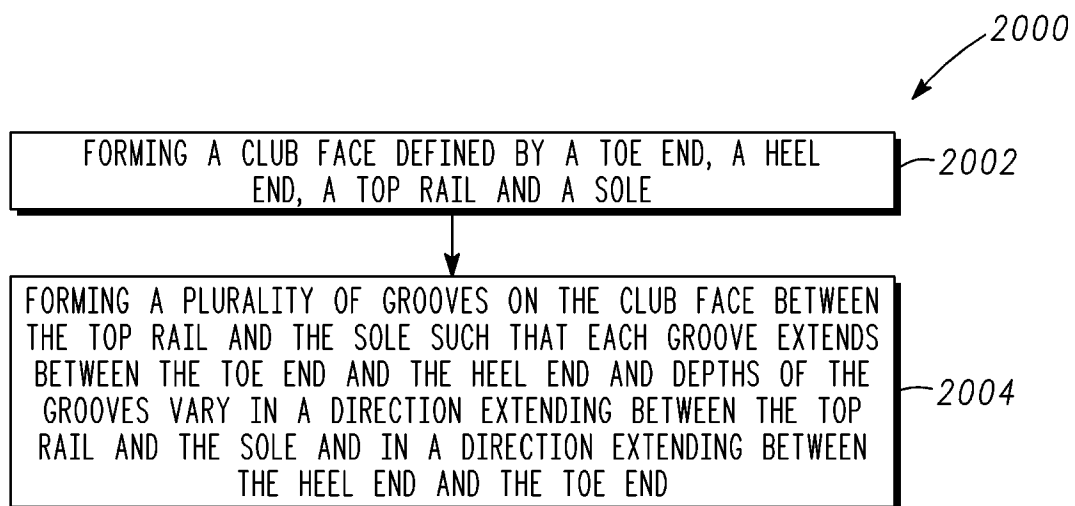 2000
FORMING A CLUB FACE DEFINED BY A TOE END, A HEEL
END, A TOP RAIL AND A SOLE
2002
FORMING A PLURALITY OF GROOVES ON THE CLUB FACE BETWEEN
THE TOP RAIL AND THE SOLE SUCH THAT EACH GROOVE EXTENDS
BETWEEN THE TOE END AND THE HEEL END AND DEPTHS OF THE
GROOVES VARY IN A DIRECTION EXTENDING BETWEEN THE TOP
RAIL AND THE SOLE AND IN A DIRECTION EXTENDING BETWEEN
THE HEEL END AND THE TOE END
2004